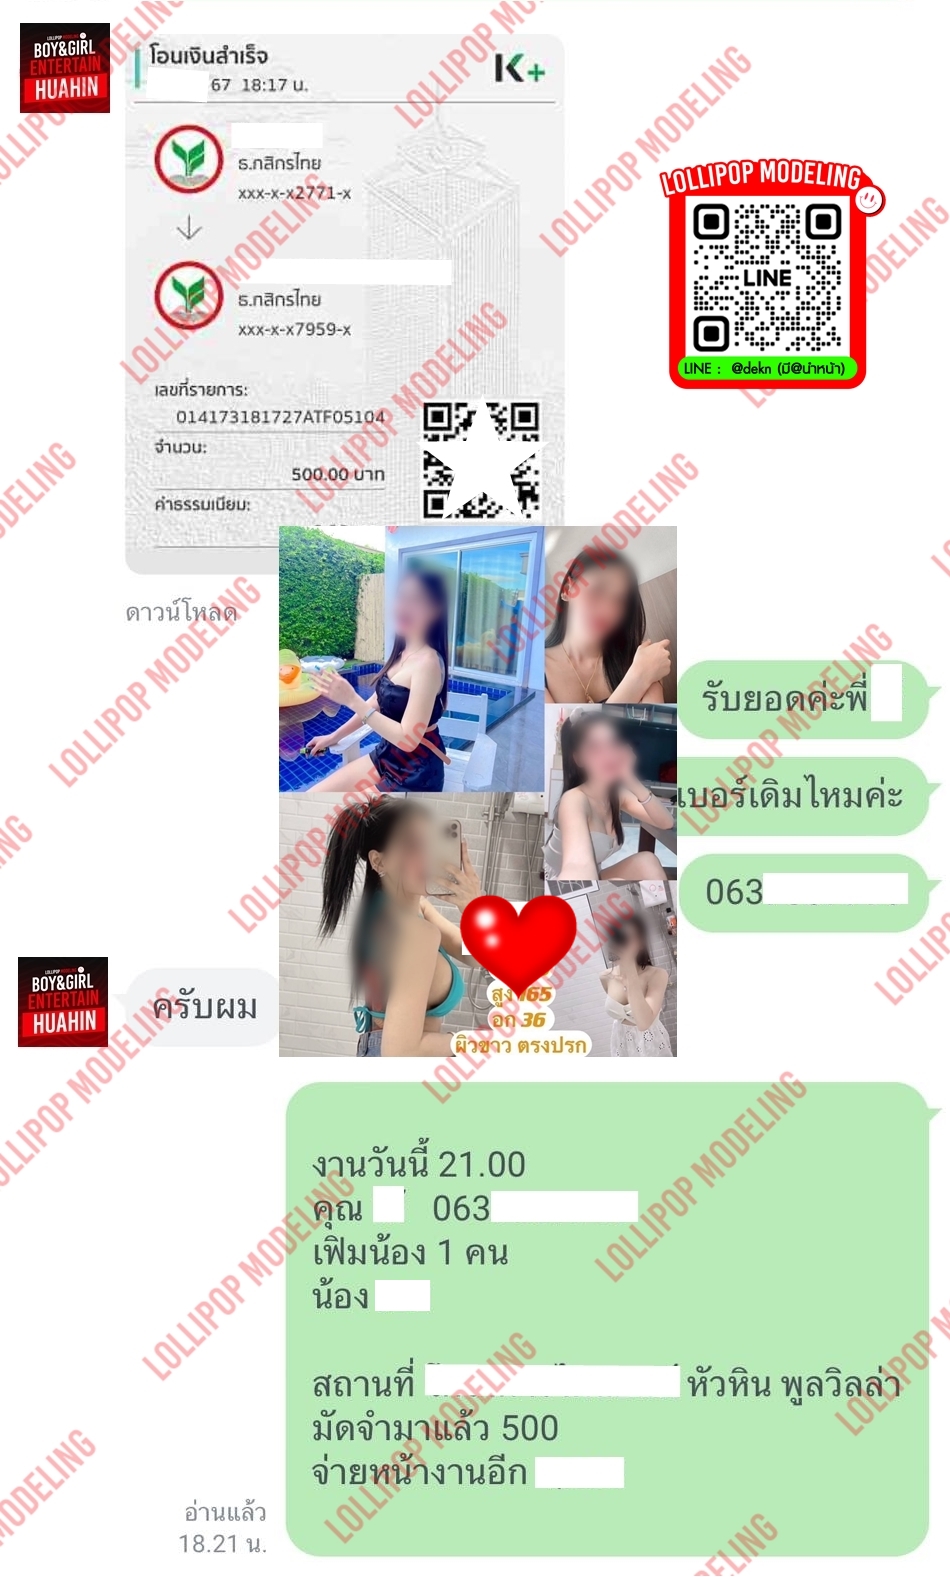 LOLLIPOP MODELING
BOY&GIRL
ENTERTAIN
HUAHIN
โอนเงินสำเร็จ
67 18:17 น.
K+
ธ.กสิกรไทย
xxx-x-x2771-x
ธ.กสิกรไทย
xxx-x-x7959-x
เลขที่รายการ:
014173181727ATF05104
จำนวน:
500.00 บาท
ค่าธรรมเนียม:
LOLLIPOP MODELING
LINE
LINE : @dekn (มี@นำหน้า)
ดาวน์โหลด
รับยอดค่ะพี่
เบอร์เดิมไหมค่ะ
063
สูง 165
อก 36
ผิวขาว ตรงปรก
BOY&GIRL
ENTERTAIN
HUAHIN
ครับผม
งานวันนี้ 21.00
คุณ 063
เฟิมน้อง 1 คน
น้อง
สถานที่ หัวหิน พูลวิลล่า
มัดจำมาแล้ว 500
จ่ายหน้างานอีก
อ่านแล้ว
18.21 น.